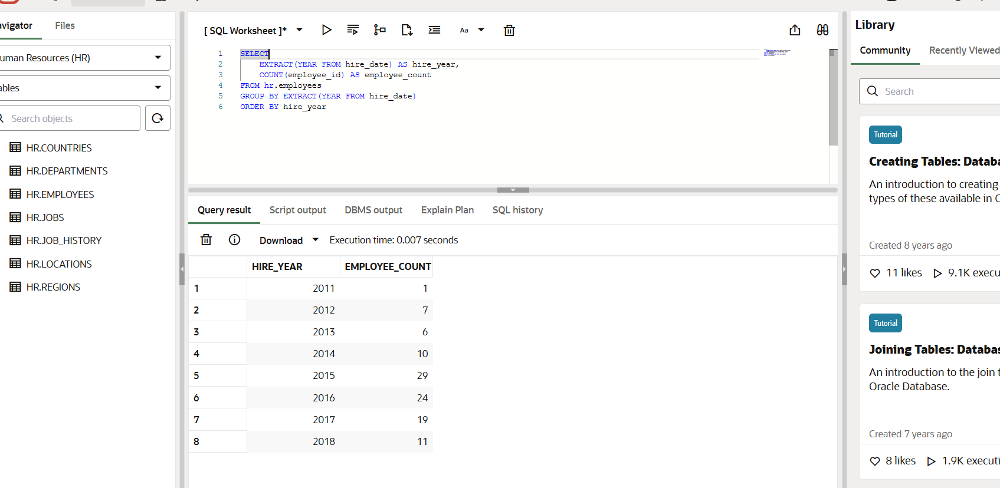 Files
uman Resources (HR)
Search objects
HR.COUNTRIES
HR.DEPARTMENTS
HR.EMPLOYEES
HR.JOBS
HR.JOB_HISTORY
HR.LOCATIONS
HR.REGIONS
[ SQL Worksheet ]*
Aa
1 SELECT
2 EXTRACT(YEAR FROM hire_date) AS hire_year,
3 COUNT(employee_id) AS employee_count
4 FROM hr.employees
5 GROUP BY EXTRACT(YEAR FROM hire_date)
6 ORDER BY hire_year
Query result Script output DBMS output Explain Plan SQL history
Download Execution time: 0.007 seconds
HIRE_YEAR EMPLOYEE_COUNT
1 2011 1
2 2012 7
3 2013 6
4 2014 10
5 2015 29
6 2016 24
7 2017 19
8 2018 11
Library
Community Recently Viewed
Search
Tutorial
Creating Tables: Databa
An introduction to creating
types of these available in
Created 8 years ago
11 likes 9.1K execu
Tutorial
Joining Tables: Databas
An introduction to the join t
Oracle Database.
Created 7 years ago
8 likes 1.9K executi